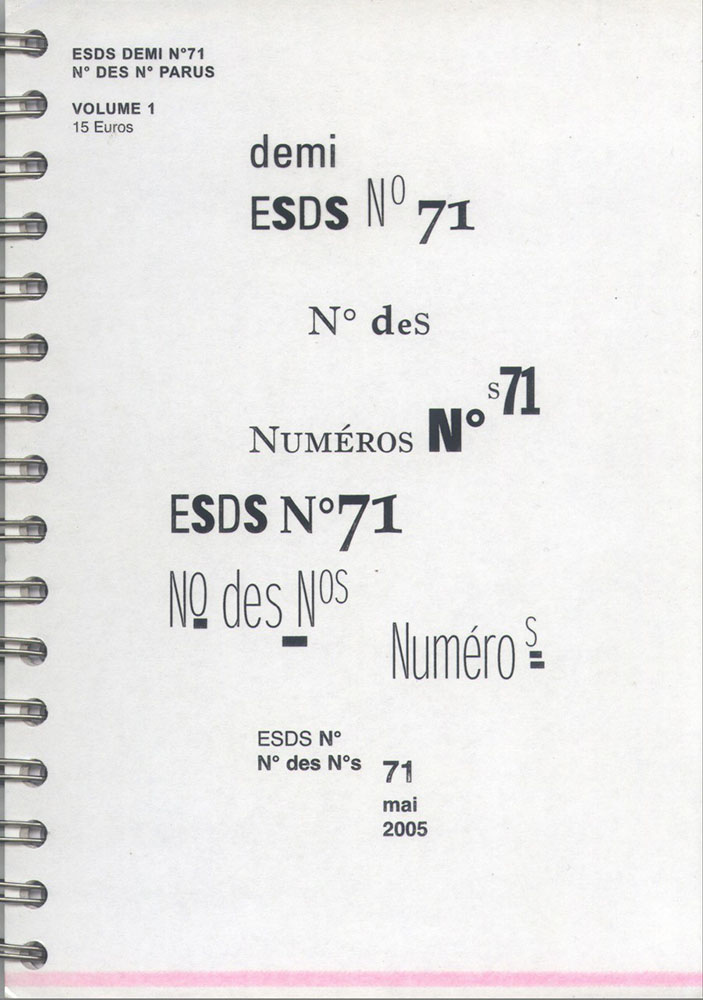 ESDS DEMI N°71
N° DES N° PARUS
VOLUME 1
15 Euros
demi
ESDS Nº 71
N° des
NUMÉROS N° s71
ESDS N°71
Nº des Nos
Numéro s
ESDS N°
N° des N°s
71
mai
2005